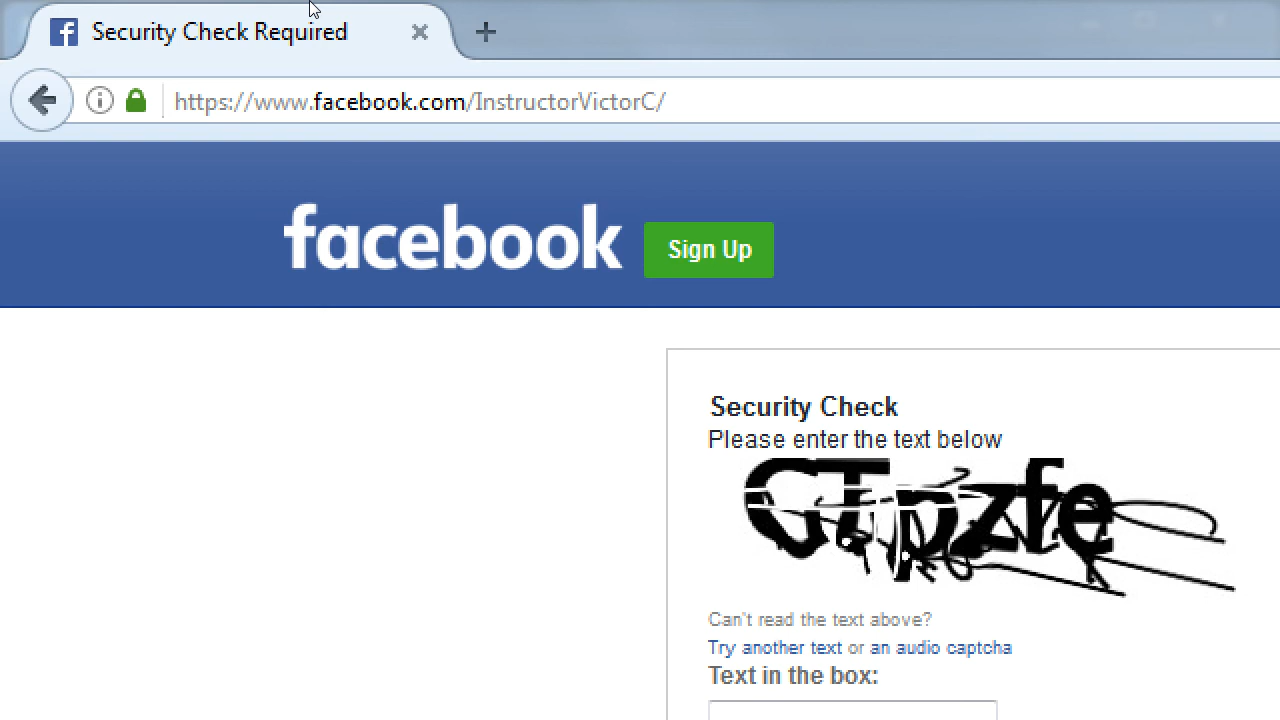 Security Check Required
https://www.facebook.com/InstructorVictorC/
facebook
Sign Up
Security Check
Please enter the text below
Can't read the text above?
Try another text or an audio captcha
Text in the box: